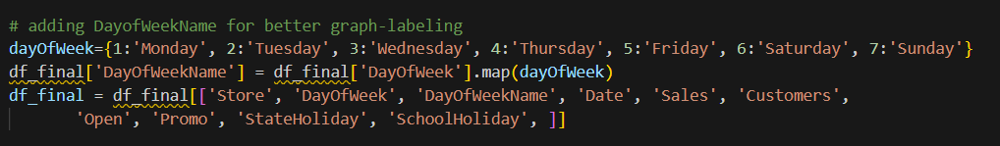 # adding DayofWeekName for better graph-labeling
dayOfWeek={1:'Monday', 2:'Tuesday', 3:'Wednesday', 4:'Thursday', 5:'Friday', 6:'Saturday', 7:'Sunday'}
df_final['DayOfWeekName'] = df_final['DayOfWeek'].map(dayOfWeek)
df_final = df_final[['Store', 'DayOfWeek', 'DayOfWeekName', 'Date', 'Sales', 'Customers',
'Open', 'Promo', 'StateHoliday', 'SchoolHoliday', ]]